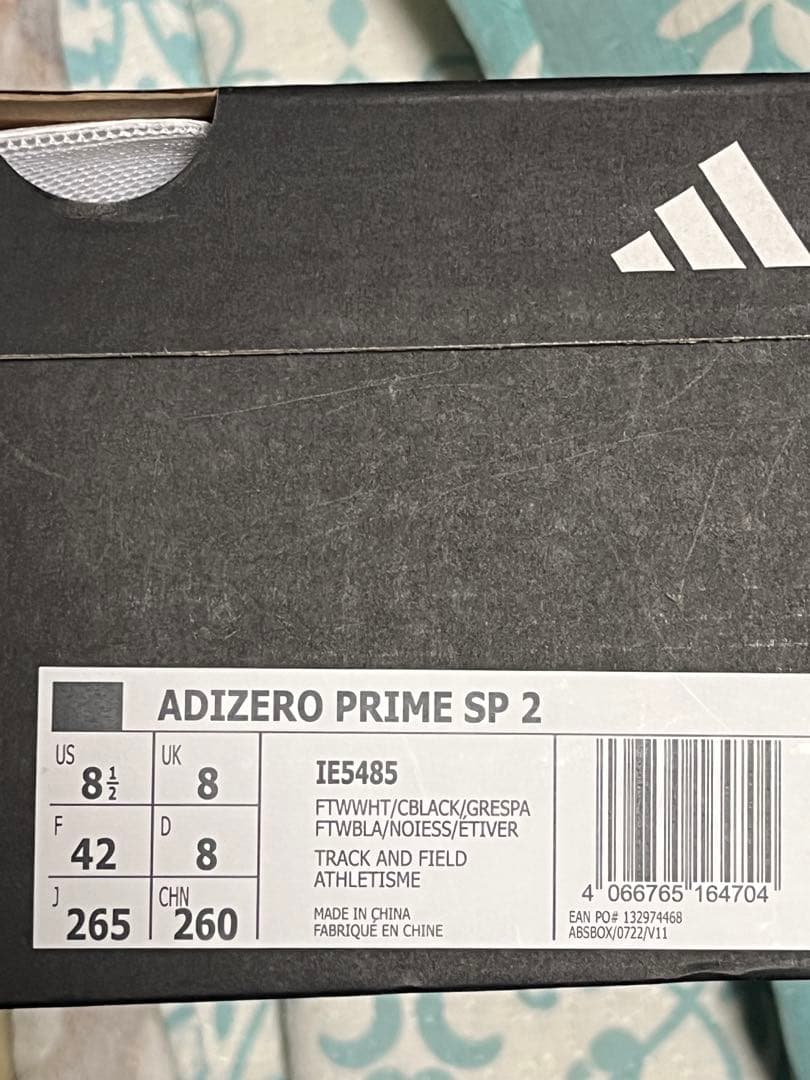 ADIZERO PRIME SP 2
US 8½
UK 8
F 42
D 8
J 265
CHN 260
IE5485
FTWWHT/CBLACK/GRESPA
FTWBLA/NOIESS/ÉTIVER
TRACK AND FIELD
ATHLETISME
MADE IN CHINA
FABRIQUÉ EN CHINE
4 066765 164704
EAN PO# 132974468
ABSBOX/0722/V11